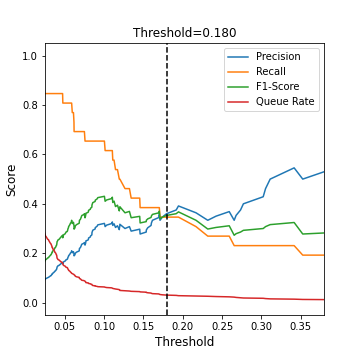 Threshold=0.180
Precision
Recall
F1-Score
Queue Rate
Score
1.0
0.8
0.6
0.4
0.2
0.0
0.05 0.10 0.15 0.20 0.25 0.30 0.35
Threshold